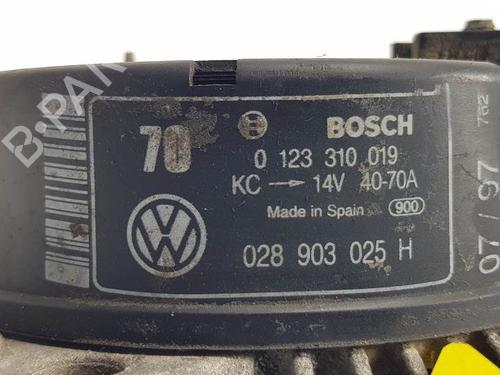 70 BOSCH
0 123 310 019
KC → 14V 40-70A
Made in Spain 900
028 903 025 H
07 / 97 762
B-PARTS